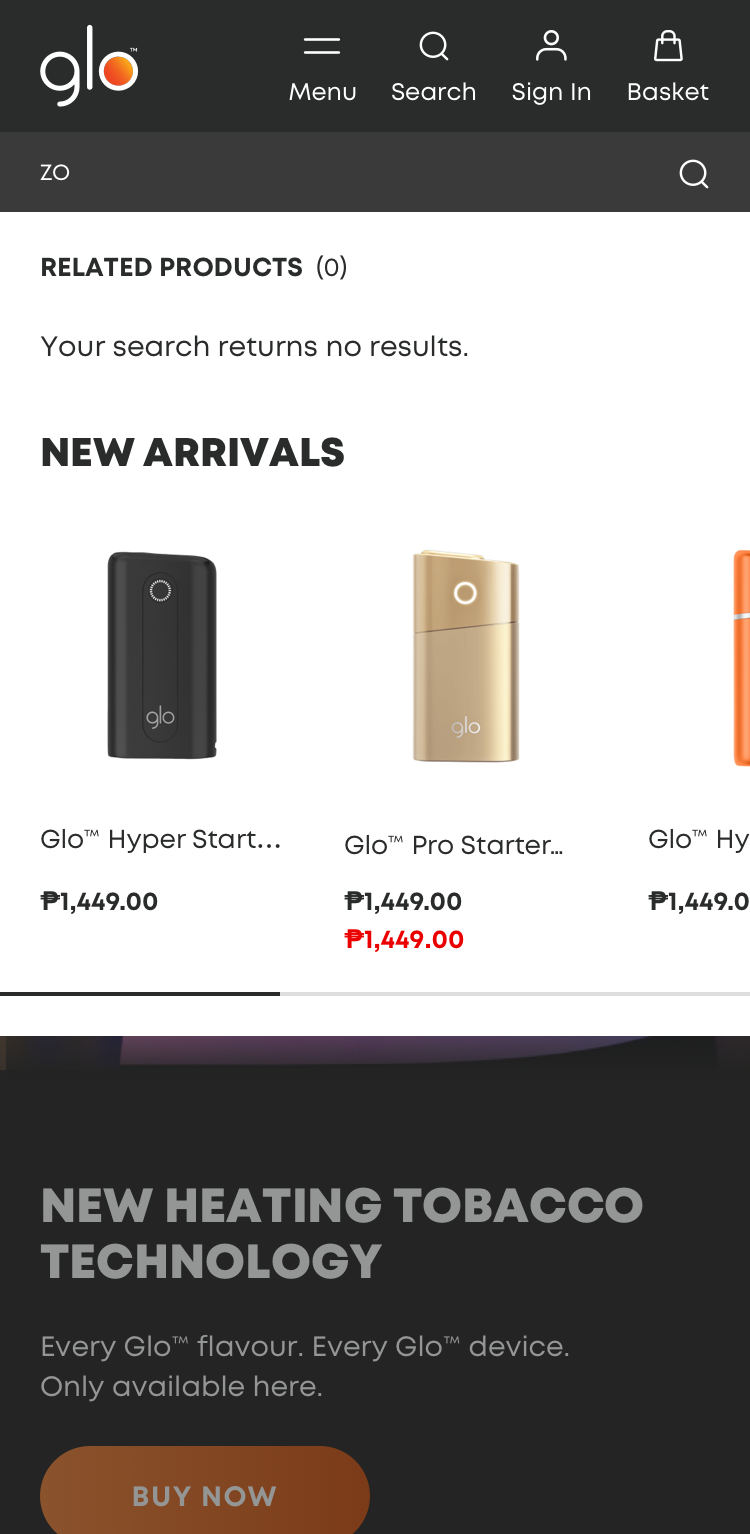 glo™
Menu Search Sign In Basket
ZO
RELATED PRODUCTS (0)
Your search returns no results.
NEW ARRIVALS
glo
glo
Glo™ Hyper Start...
Glo™ Pro Starter...
Glo™ Hy
₱1,449.00
₱1,449.00
₱1,449.0
₱1,449.00
NEW HEATING TOBACCO
TECHNOLOGY
Every Glo™ flavour. Every Glo™ device.
Only available here.
BUY NOW